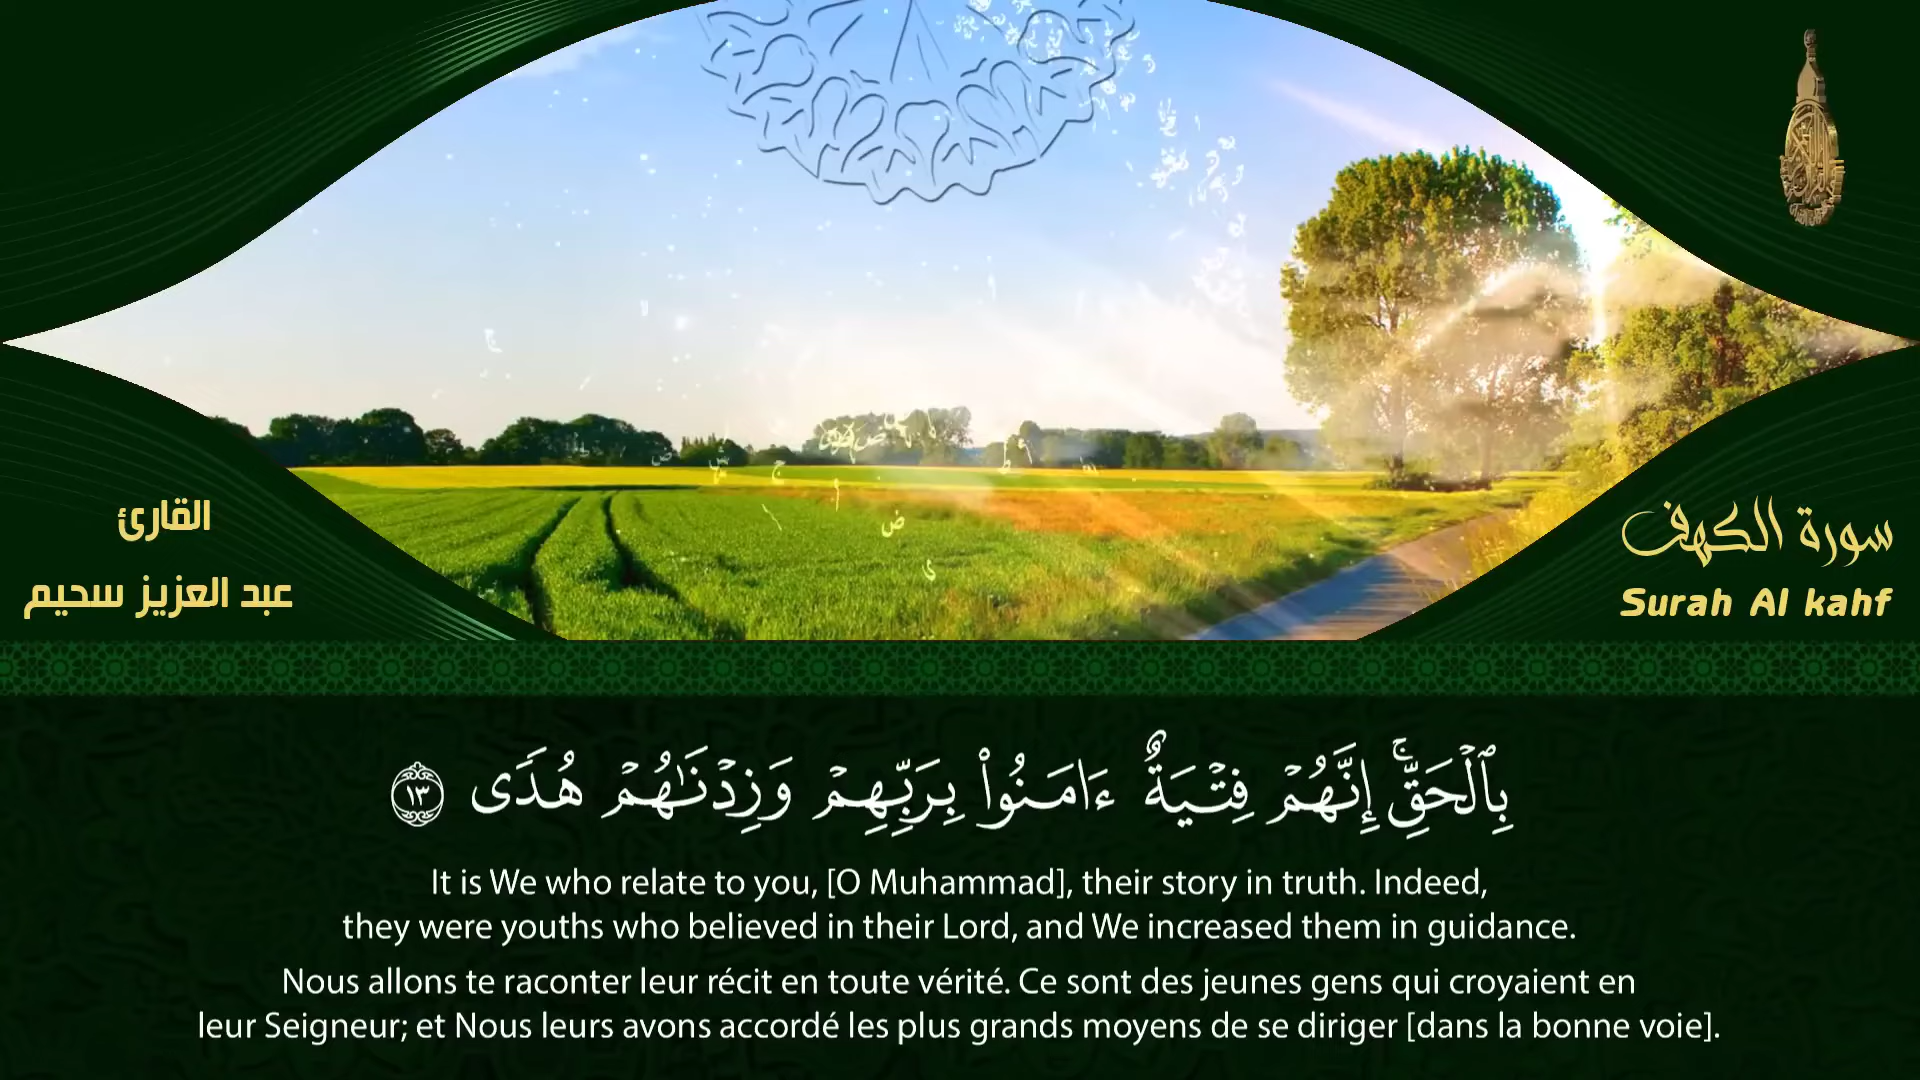 القارئ
عبد العزيز سحيم
سورة الكهف
Surah Al kahf
بِٱلۡحَقِّۚ إِنَّهُمۡ فِتۡيَةٌ ءَامَنُواْ بِرَبِّهِمۡ وَزِدۡنَٰهُمۡ هُدٗى ١٣
It is We who relate to you, [O Muhammad], their story in truth. Indeed,
they were youths who believed in their Lord, and We increased them in guidance.
Nous allons te raconter leur récit en toute vérité. Ce sont des jeunes gens qui croyaient en
leur Seigneur; et Nous leurs avons accordé les plus grands moyens de se diriger [dans la bonne voie].